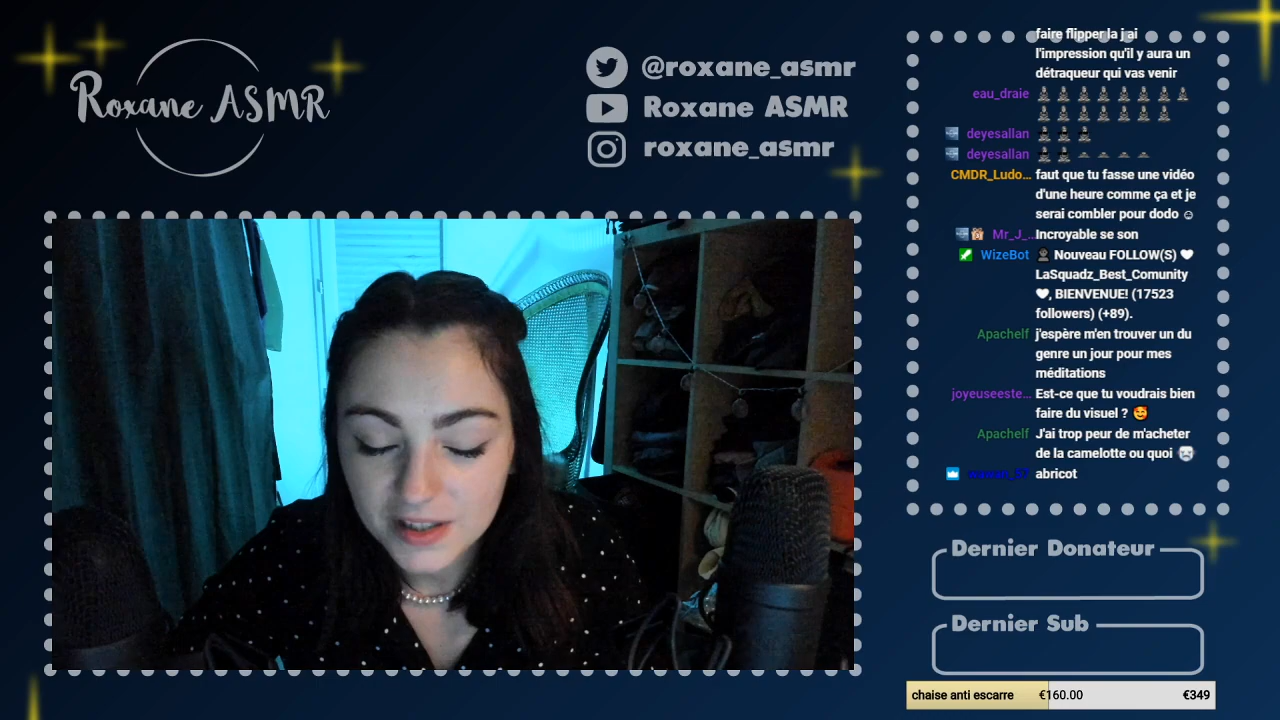 Roxane ASMR
@roxane_asmr
Roxane ASMR
roxane_asmr
faire flipper la j'ai
l'impression qu'il y aura un
détraqueur qui vas venir
eau_draie
deyesallan
deyesallan
CMDR_Ludo… faut que tu fasse une vidéo
d'une heure comme ça et je
serai combler pour dodo ☺
Mr_J_… Incroyable se son
WizeBot Nouveau FOLLOW(S) ♥
LaSquadz_Best_Comunity
♥, BIENVENUE! (17523
followers) (+89).
Apachelf j'espère m'en trouver un du
genre un jour pour mes
méditations
joyeuseeste… Est-ce que tu voudrais bien
faire du visuel ? 🥰
Apachelf J'ai trop peur de m'acheter
de la camelotte ou quoi
abricot
Dernier Donateur
Dernier Sub
chaise anti escarre €160.00 €349